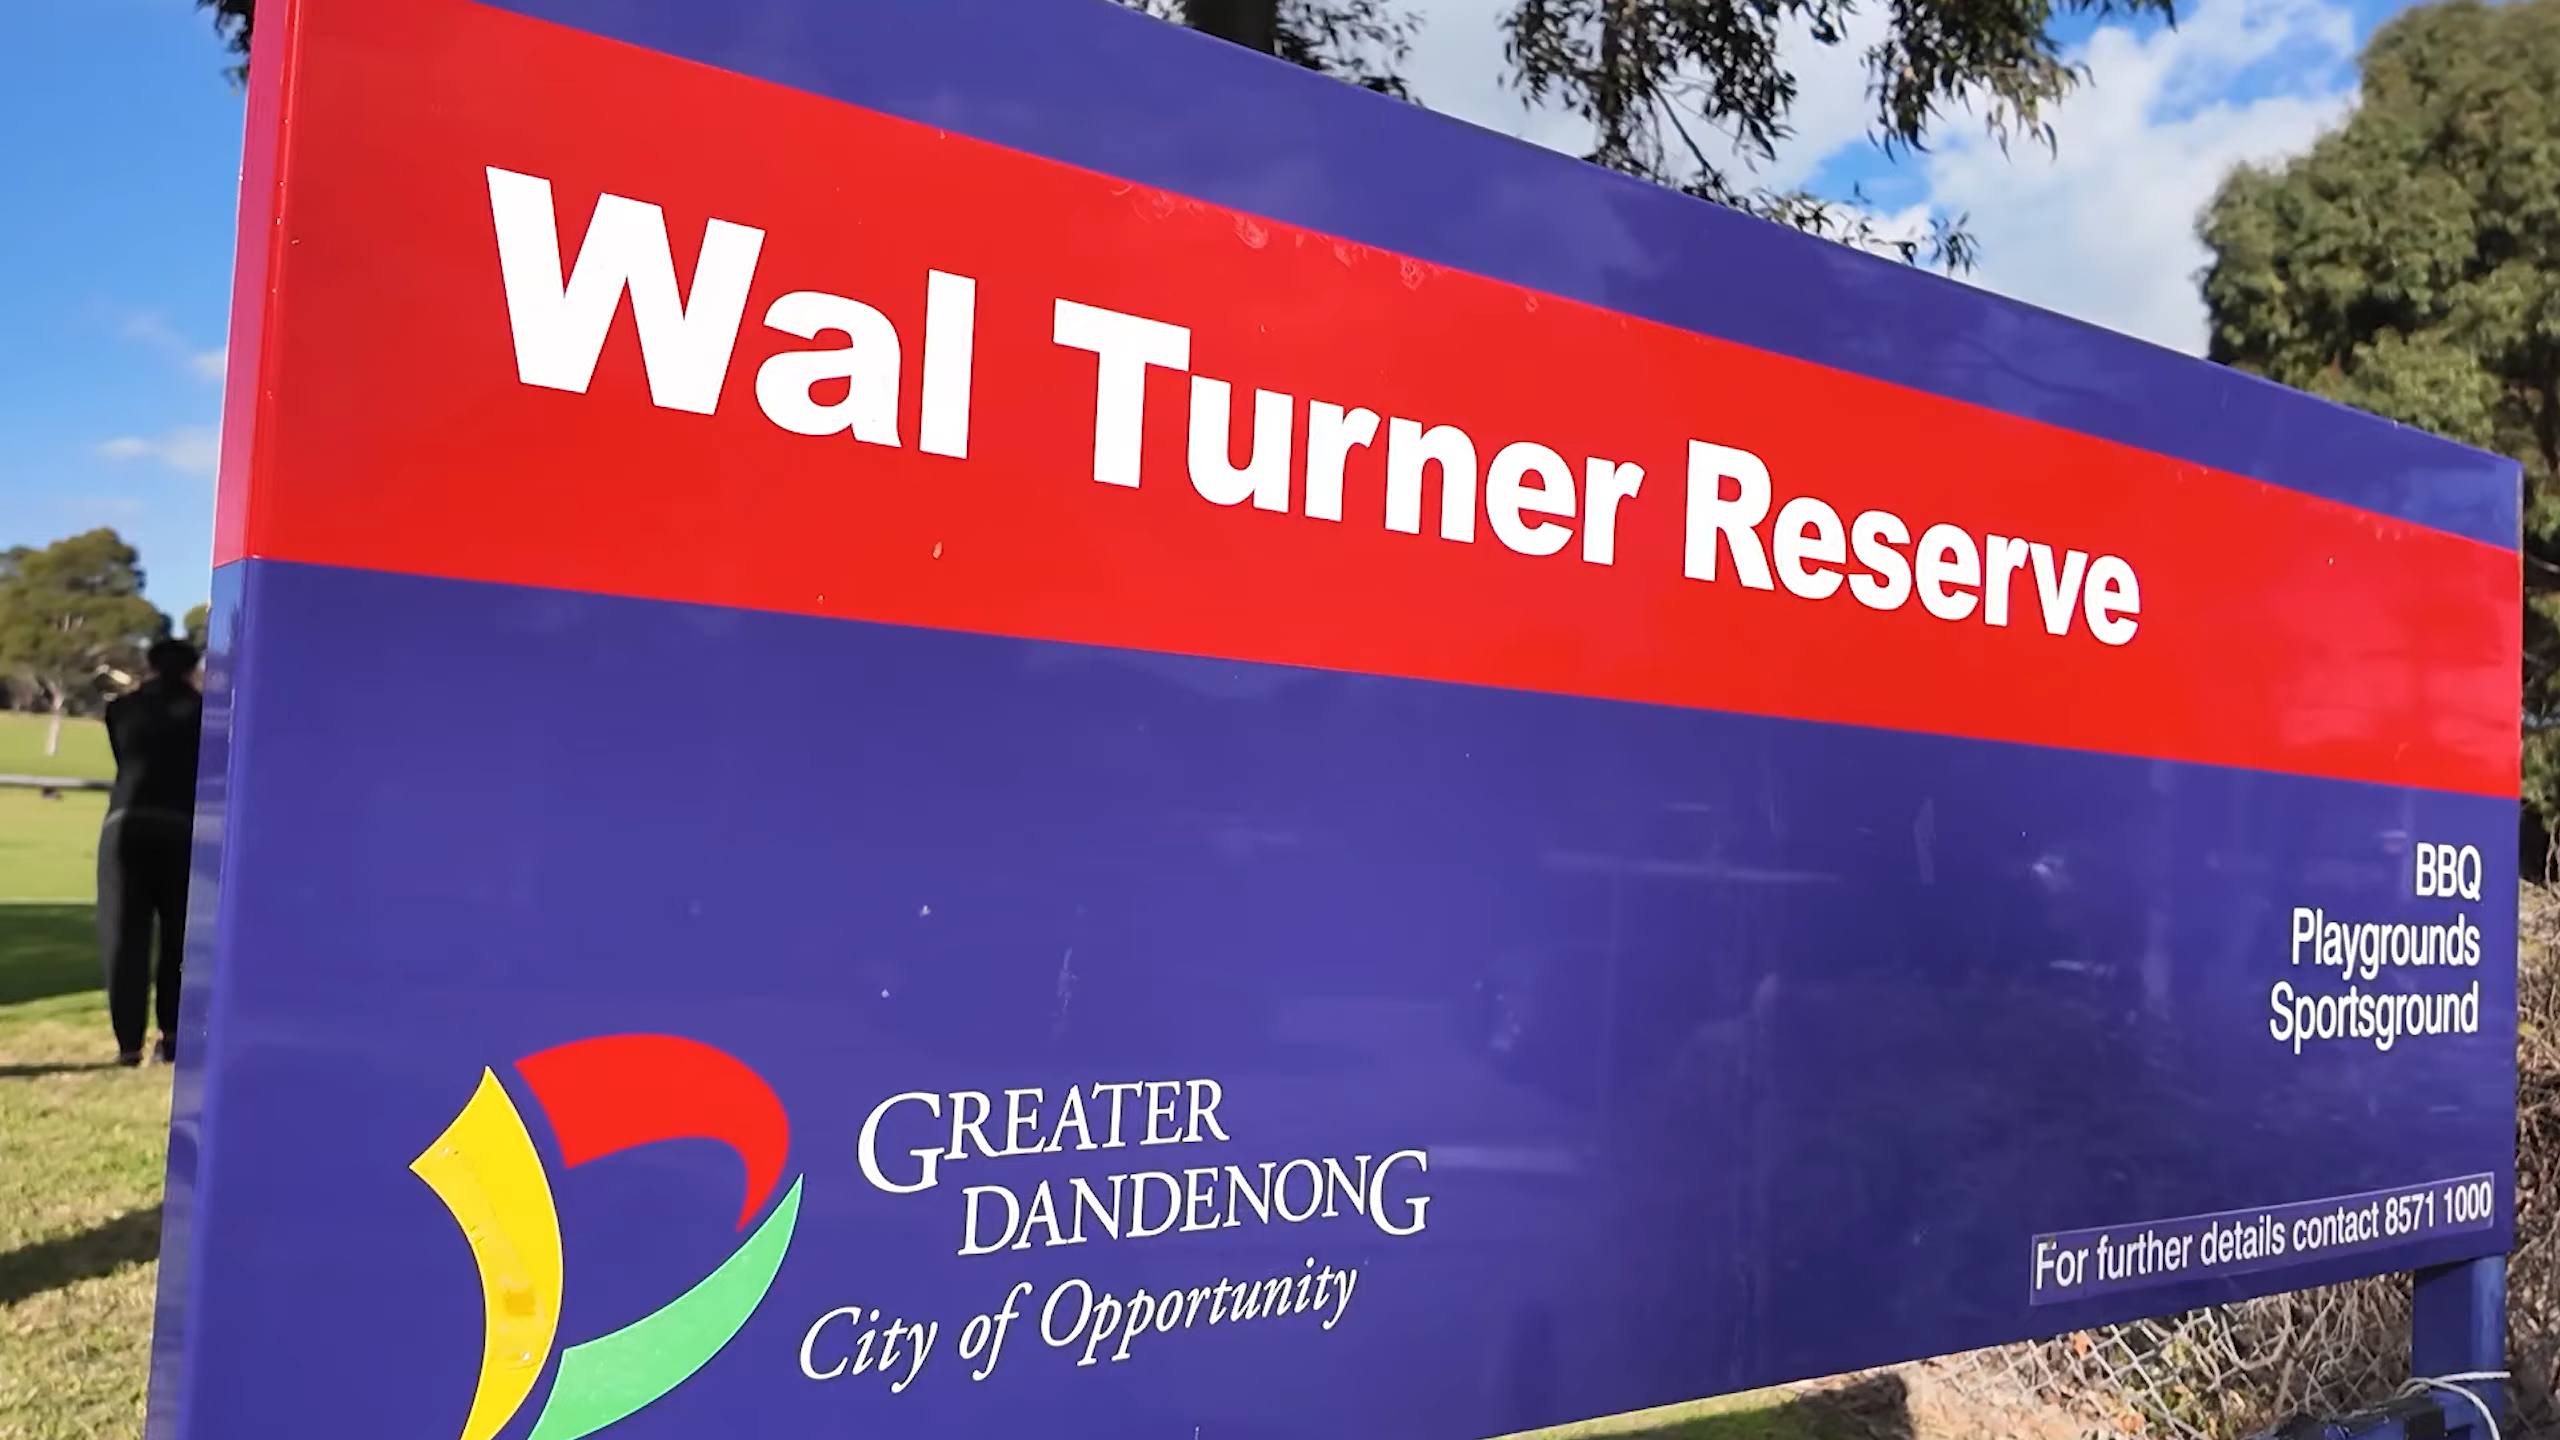 Wal Turner Reserve
BBQ
Playgrounds
Sportsground
GREATER
DANDENONG
City of Opportunity
For further details contact 8571 1000